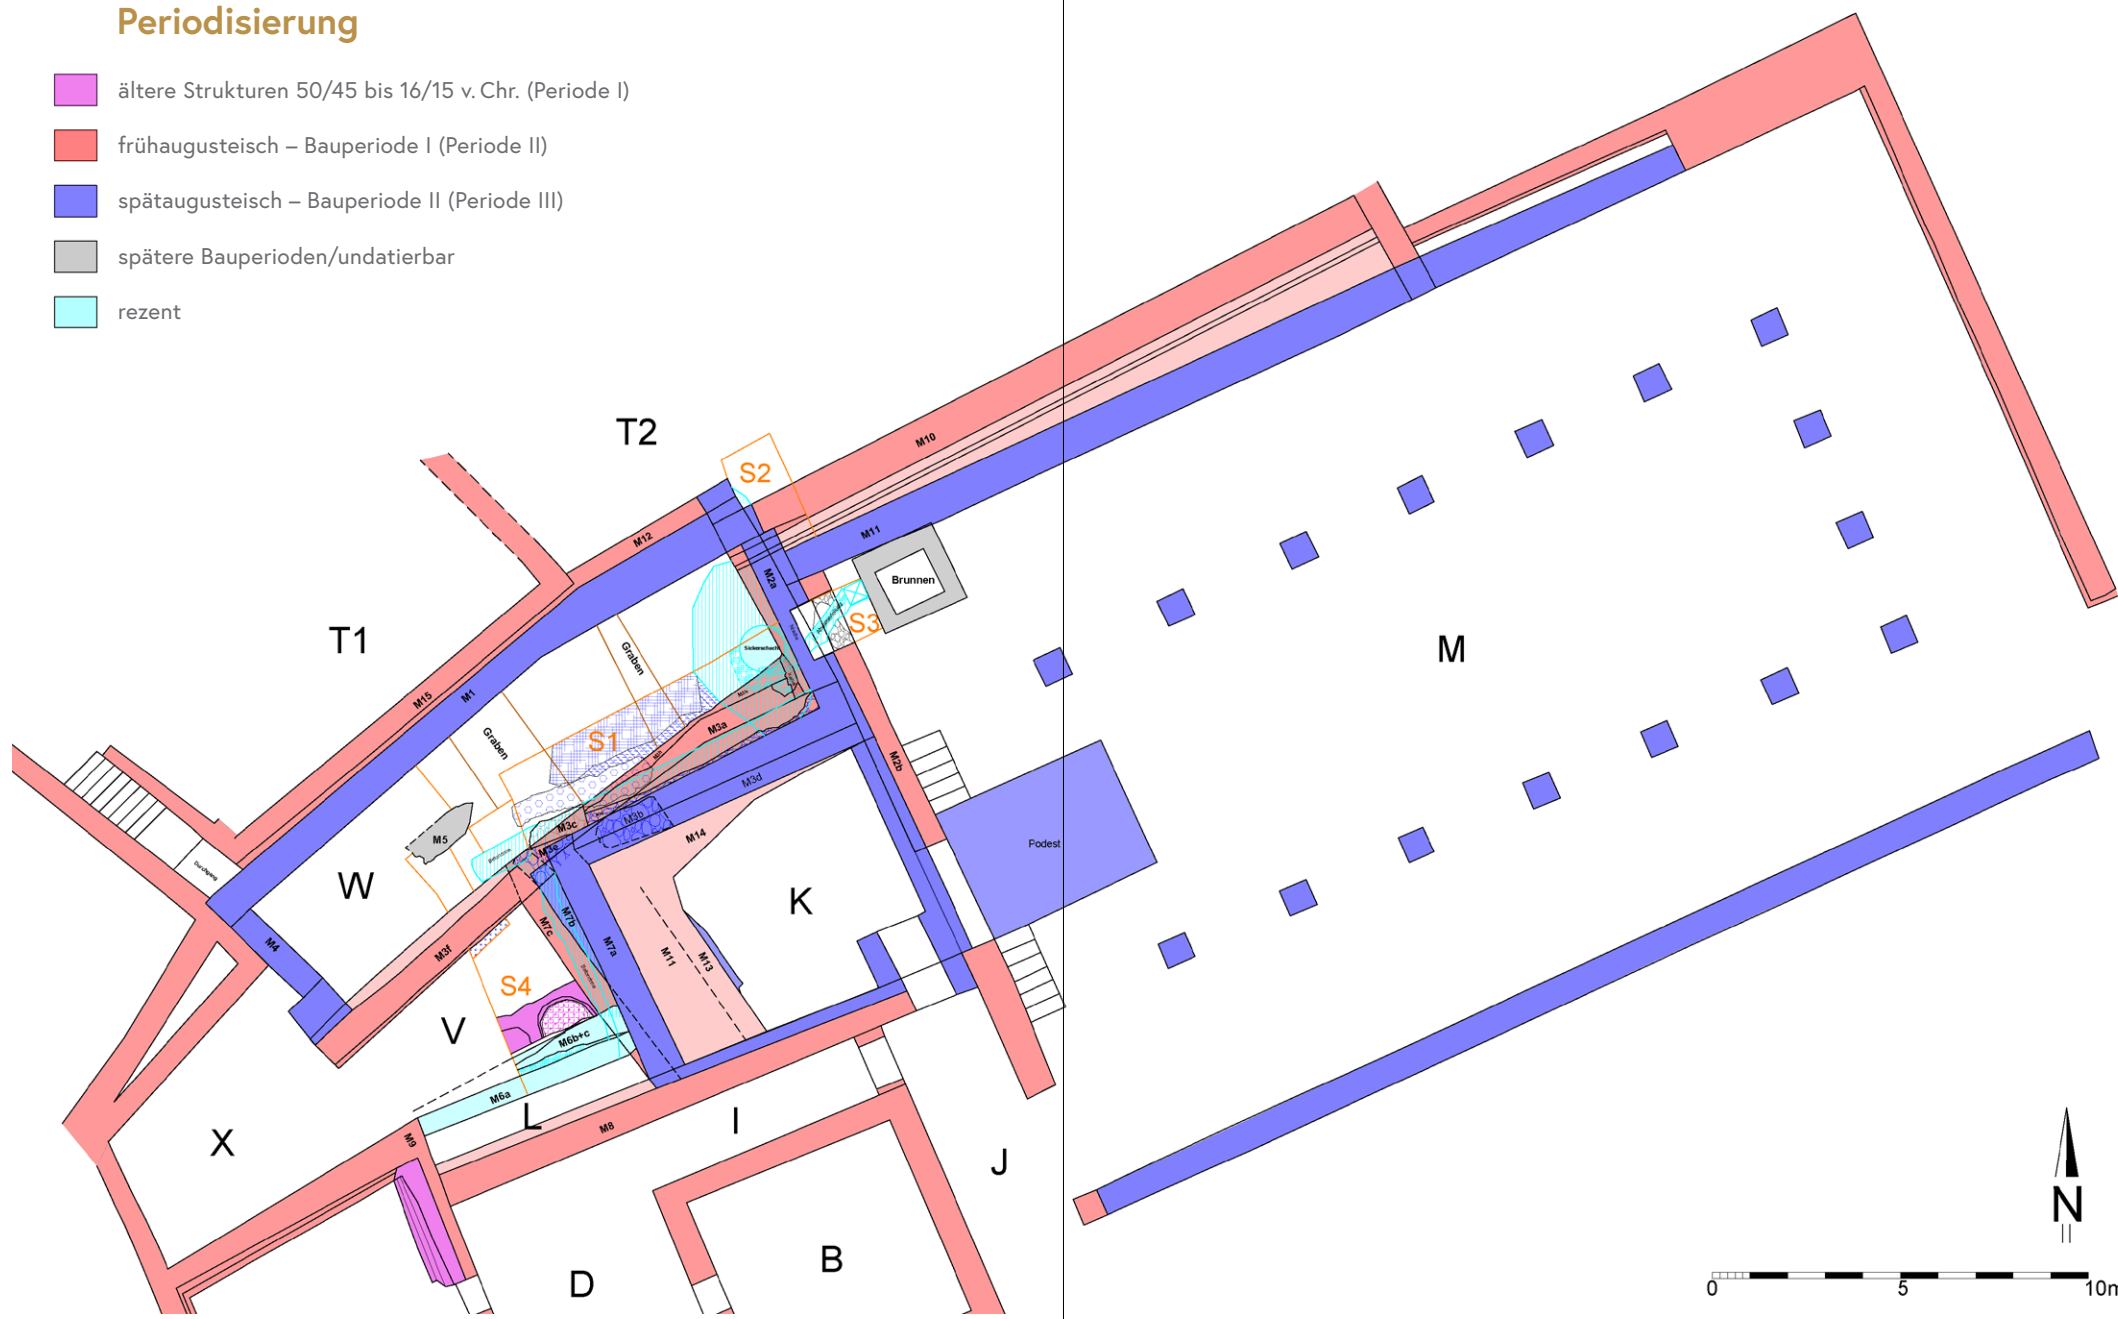 Periodisierung
ältere Strukturen 50/45 bis 16/15 v. Chr. (Periode I)
frühaugusteisch – Bauperiode I (Periode II)
spätaugusteisch – Bauperiode II (Periode III)
spätere Bauperioden/undatierbar
rezent
T2
S2
M10
M12
M11
M2a
Brunnen
S3
T1
Graben
Sickerschacht
M
M15
M1
Graben
S1
M3a
M2b
M3d
M3b
M3c
M3e
M14
M5
Podest
Durchgang
W
K
M7b
M7c
M7a
M4
M3f
M11
M13
S4
V
M6b+c
M6a
L
M8
I
M9
X
J
D
B
N
0
5
10m